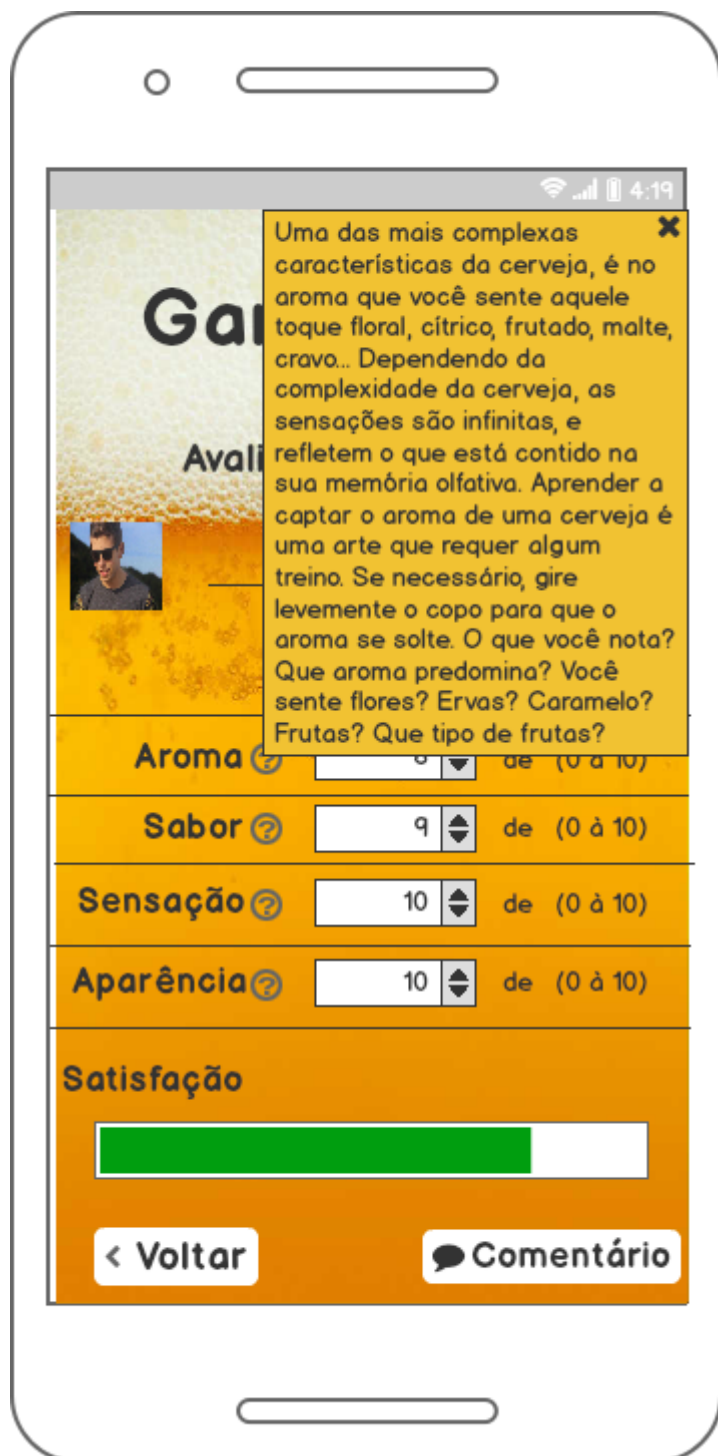 4:19
Uma das mais complexas
características da cerveja, é no
aroma que você sente aquele
toque floral, cítrico, frutado, malte,
cravo... Dependendo da
complexidade da cerveja, as
sensações são infinitas, e
refletem o que está contido na
sua memória olfativa. Aprender a
captar o aroma de uma cerveja é
uma arte que requer algum
treino. Se necessário, gire
levemente o copo para que o
aroma se solte. O que você nota?
Que aroma predomina? Você
sente flores? Ervas? Caramelo?
Frutas? Que tipo de frutas?
Aroma ? de (0 à 10)
Sabor ? 9 de (0 à 10)
Sensação ? 10 de (0 à 10)
Aparência ? 10 de (0 à 10)
Satisfação
< Voltar
Comentário